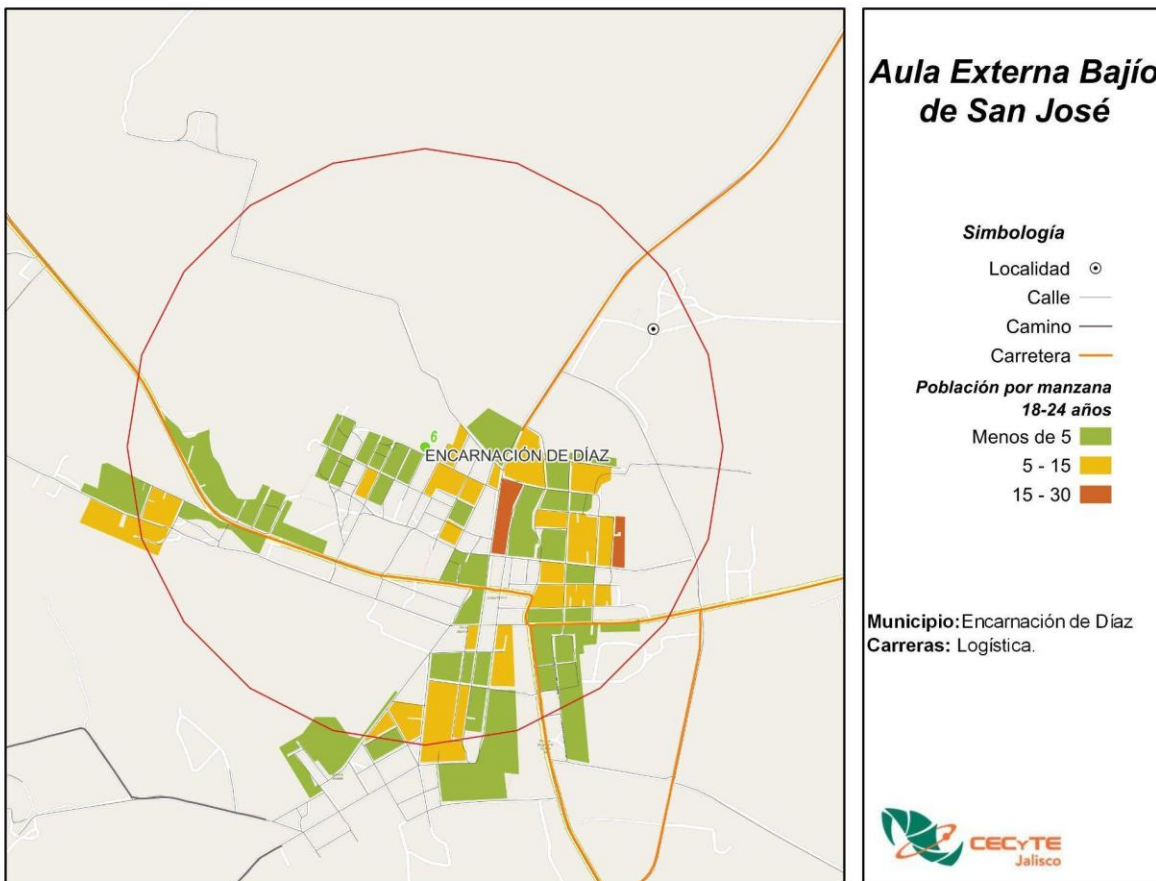 6
ENCARNACIÓN DE DÍAZ
Aula Externa Bajío
de San José
Simbología
Localidad
Calle
Camino
Carretera
Población por manzana
18-24 años
Menos de 5
5 - 15
15 - 30
Municipio: Encarnación de Díaz
Carreras: Logística.
CECyTE
Jalisco